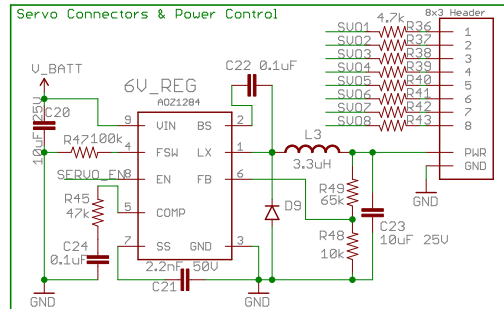 Servo Connectors & Power Control
8x3 Header
4.7k
SVO1 R36 1
SVO2 R37 2
SVO3 R38 3
SVO4 R39 4
SVO5 R40 5
SVO6 R41 6
SVO7 R42 7
SVO8 R43 8
PWR
GND
GND
V_BATT
C20
10uF 25V
6V_REG
AOZ1284
C22 0.1uF
9 VIN BS 2
R47 100k
4 FSW LX 1
SERVO_EN 8 EN FB 6
L3
3.3uH
R45
47k
5 COMP
7 SS GND 3
C24
0.1uF
2.2nF 50V
C21
D9
R49
65k
R48
10k
C23
10uF 25V
GND
GND